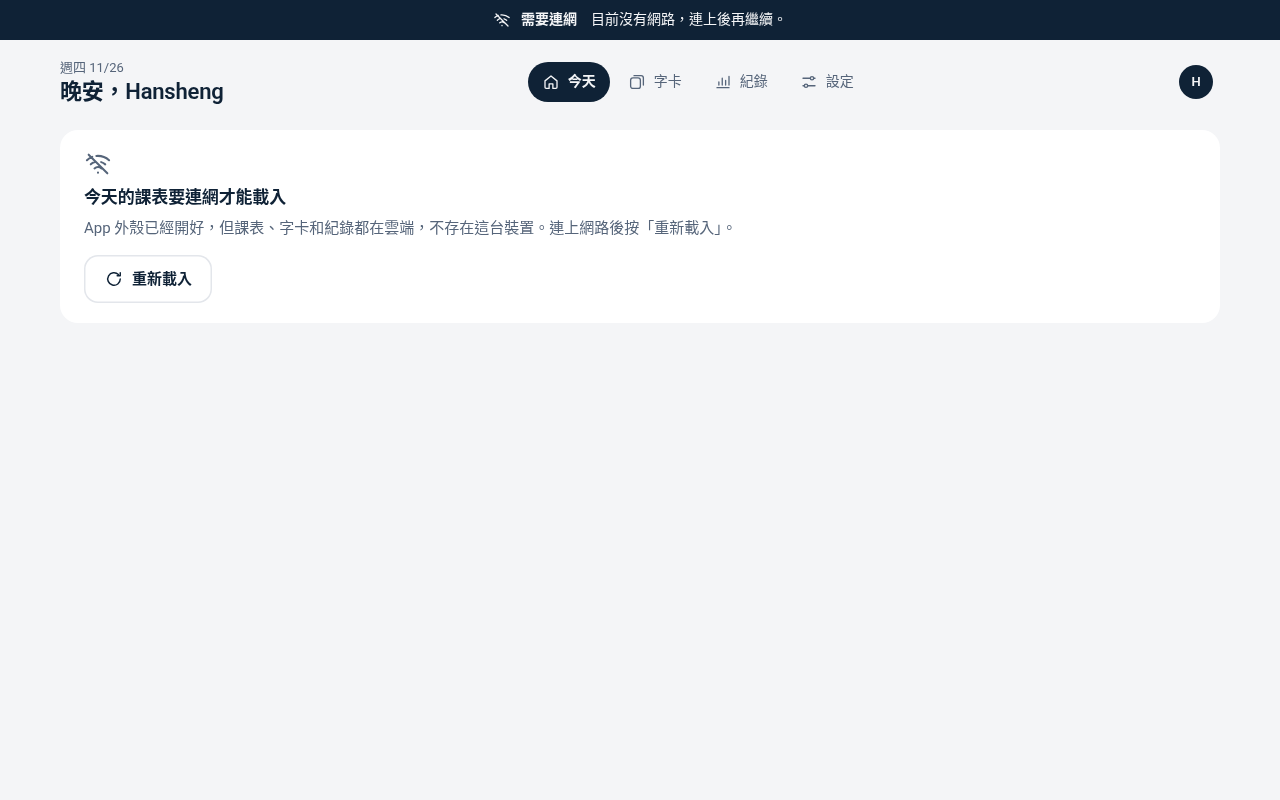 需要連網 目前沒有網路，連上後再繼續。
週四 11/26
晚安，Hansheng
今天
字卡
紀錄
設定
H
今天的課表要連網才能載入
App 外殼已經開好，但課表、字卡和紀錄都在雲端，不存在這台裝置。連上網路後按「重新載入」。
重新載入